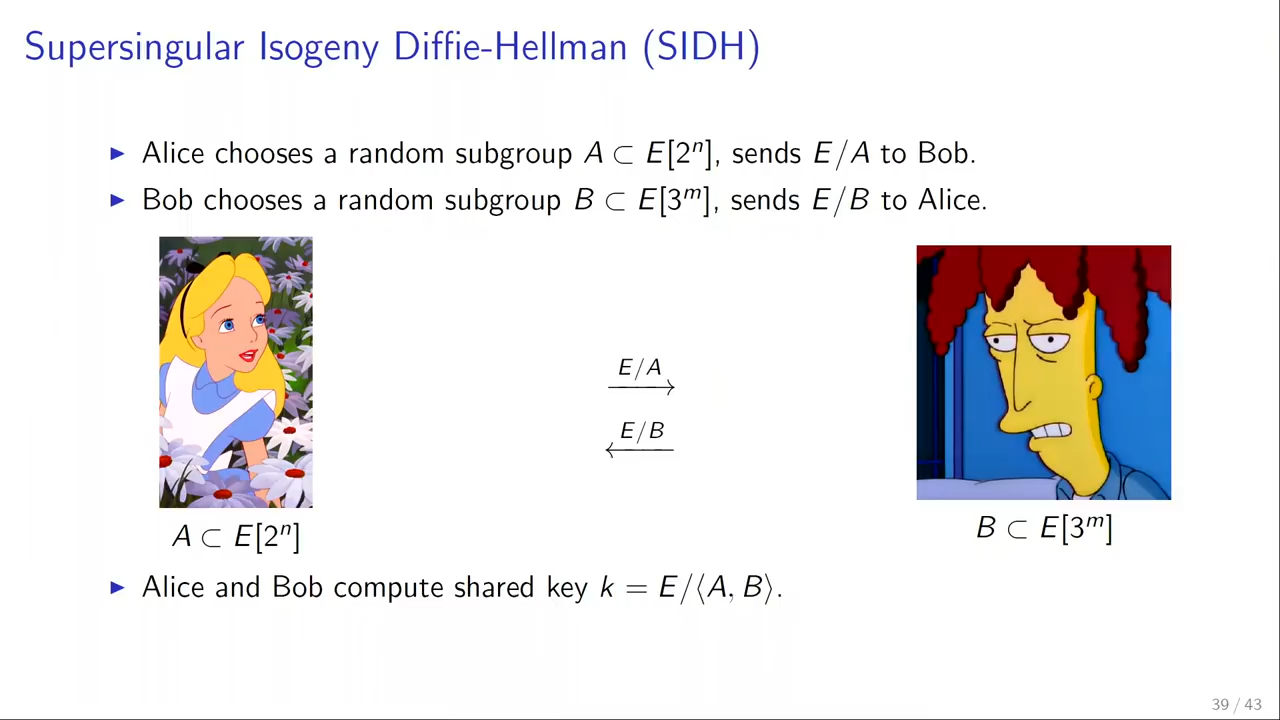 Supersingular Isogeny Diffie-Hellman (SIDH)
▶ Alice chooses a random subgroup A ⊂ E[2ⁿ], sends E/A to Bob.
▶ Bob chooses a random subgroup B ⊂ E[3ᵐ], sends E/B to Alice.
E/A
E/B
A ⊂ E[2ⁿ]
B ⊂ E[3ᵐ]
▶ Alice and Bob compute shared key k = E/⟨A, B⟩.
39 / 43